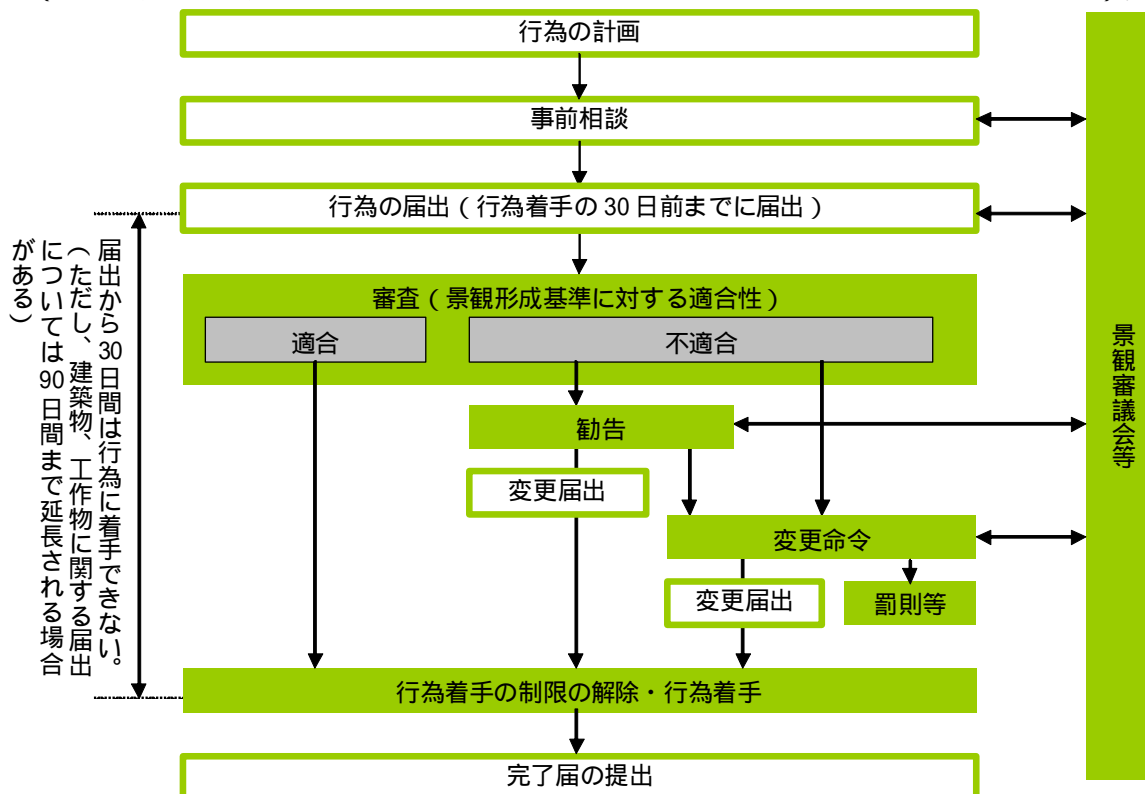 行為の計画
事前相談
行為の届出(行為着手の30日前までに届出)
審査(景観形成基準に対する適合性)
適合
不適合
勧告
変更届出
変更命令
変更届出
罰則等
行為着手の制限の解除・行為着手
完了届の提出
届出から30日間は行為に着手できない。
(ただし、建築物、工作物に関する届出
については90日間まで延長される場合
がある)
景観審議会等